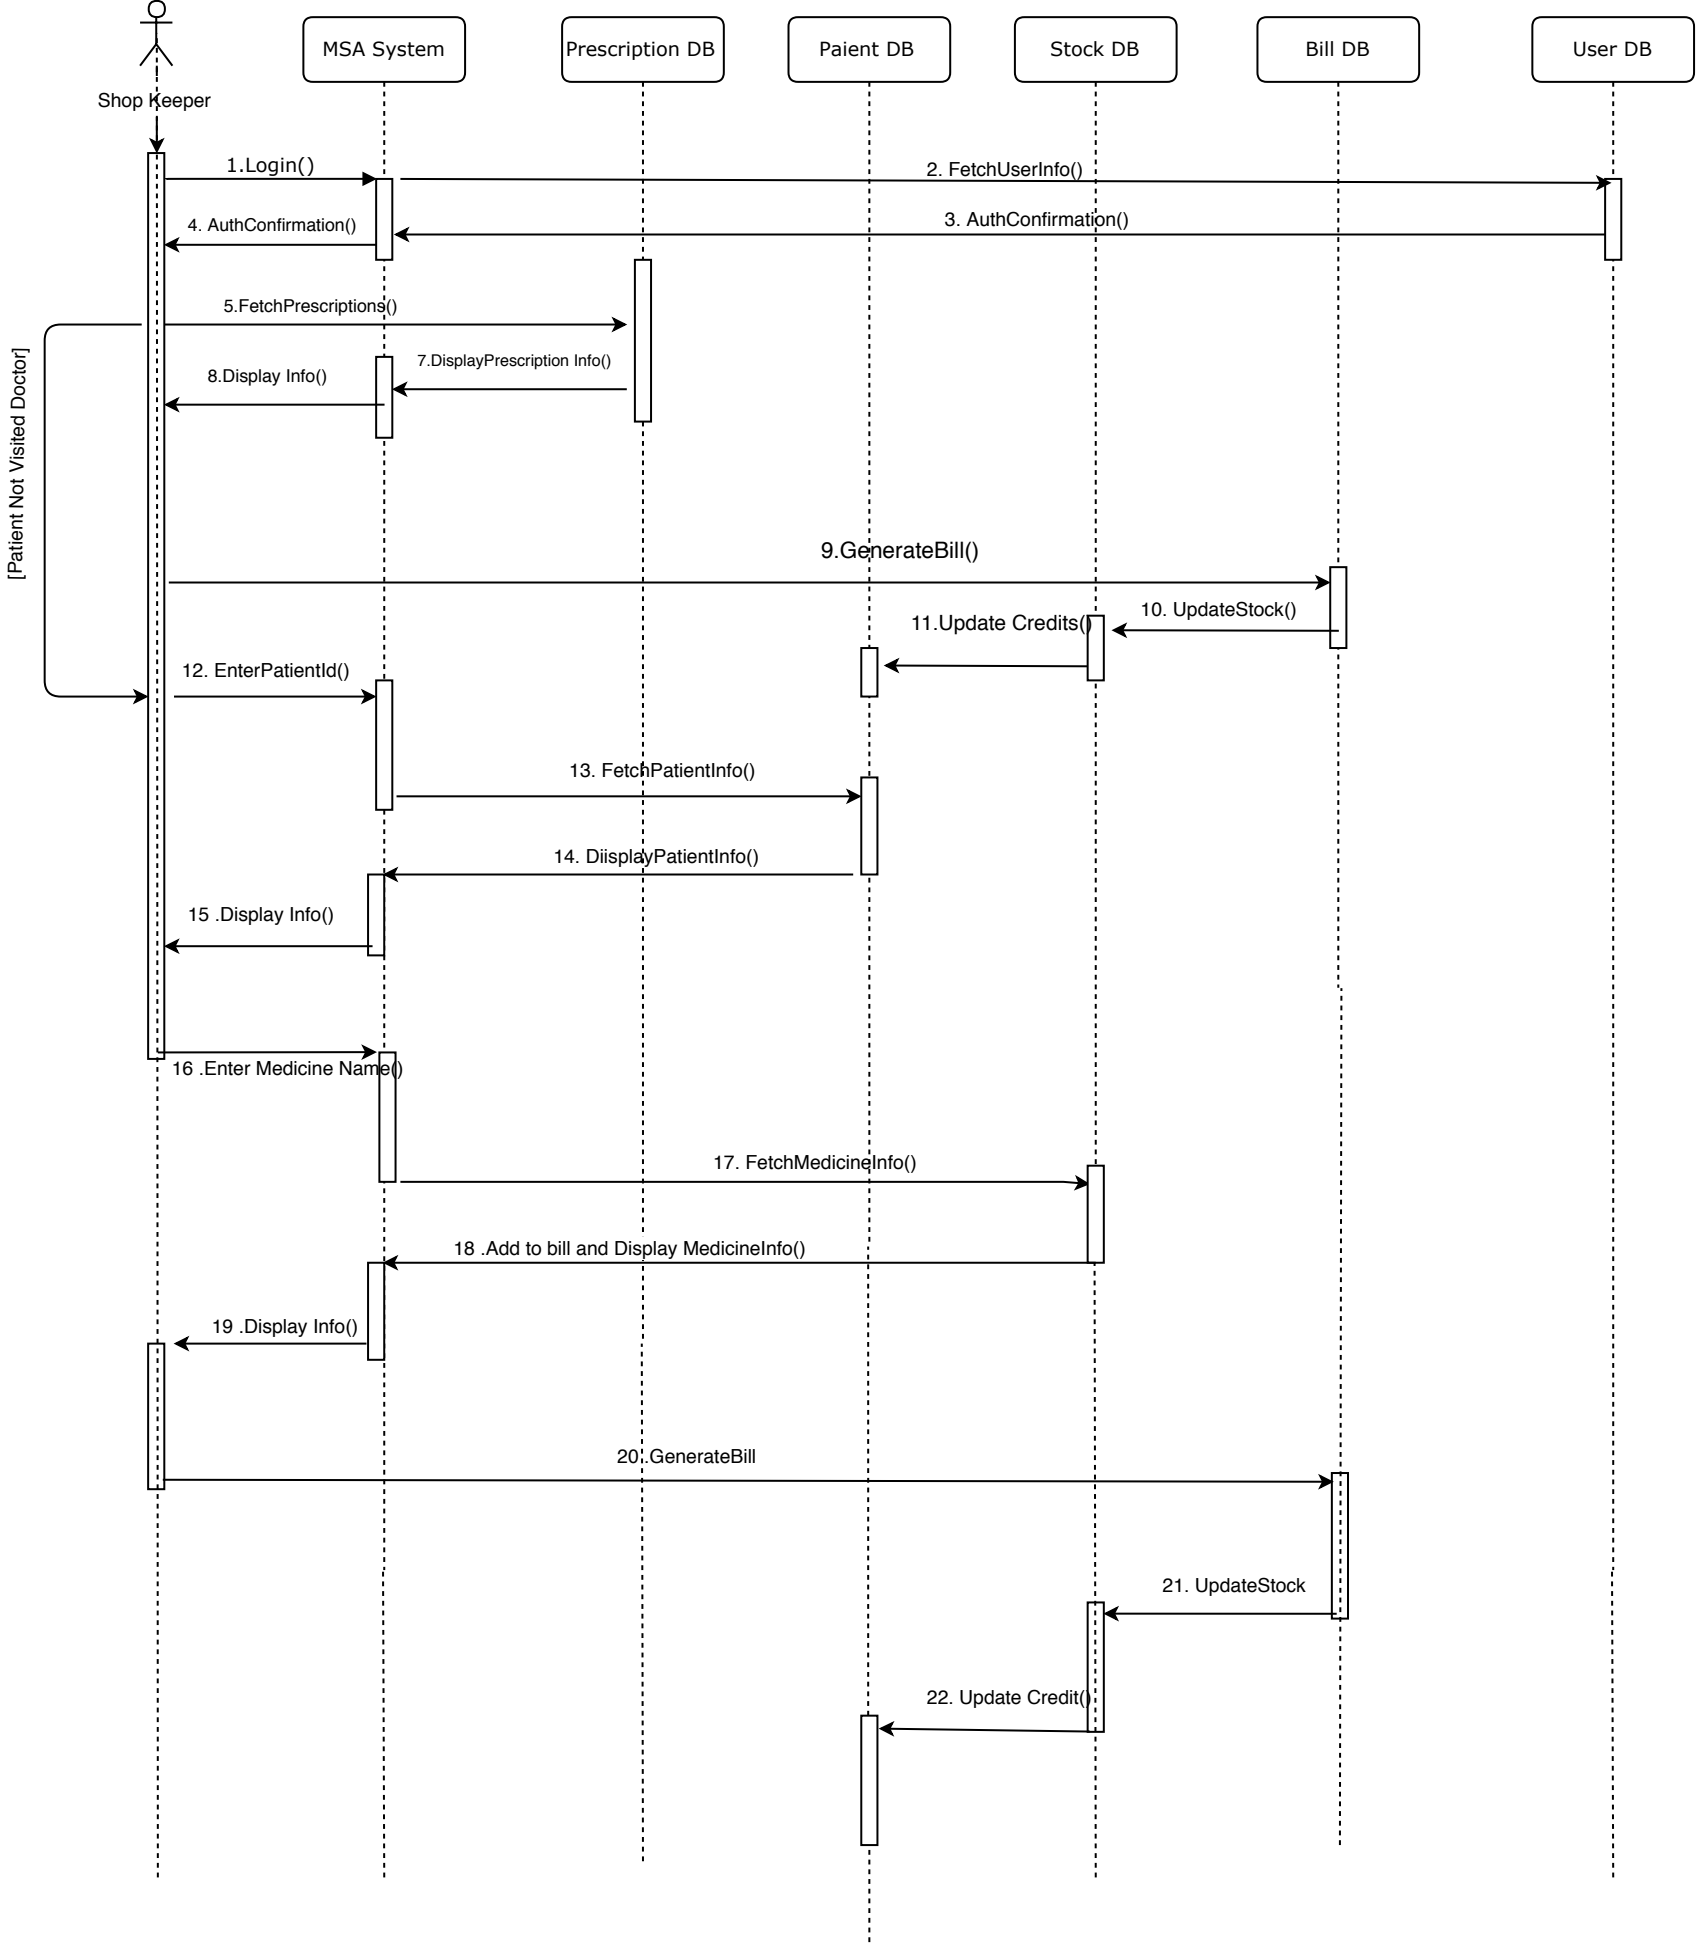 Shop Keeper
MSA System
Prescription DB
Paient DB
Stock DB
Bill DB
User DB
1.Login()
2. FetchUserInfo()
3. AuthConfirmation()
4. AuthConfirmation()
5.FetchPrescriptions()
7.DisplayPrescription Info()
8.Display Info()
[Patient Not Visited Doctor]
9.GenerateBill()
10. UpdateStock()
11.Update Credits()
12. EnterPatientId()
13. FetchPatientInfo()
14. DiisplayPatientInfo()
15 .Display Info()
16 .Enter Medicine Name()
17. FetchMedicineInfo()
18 .Add to bill and Display MedicineInfo()
19 .Display Info()
20 .GenerateBill
21. UpdateStock
22. Update Credit()